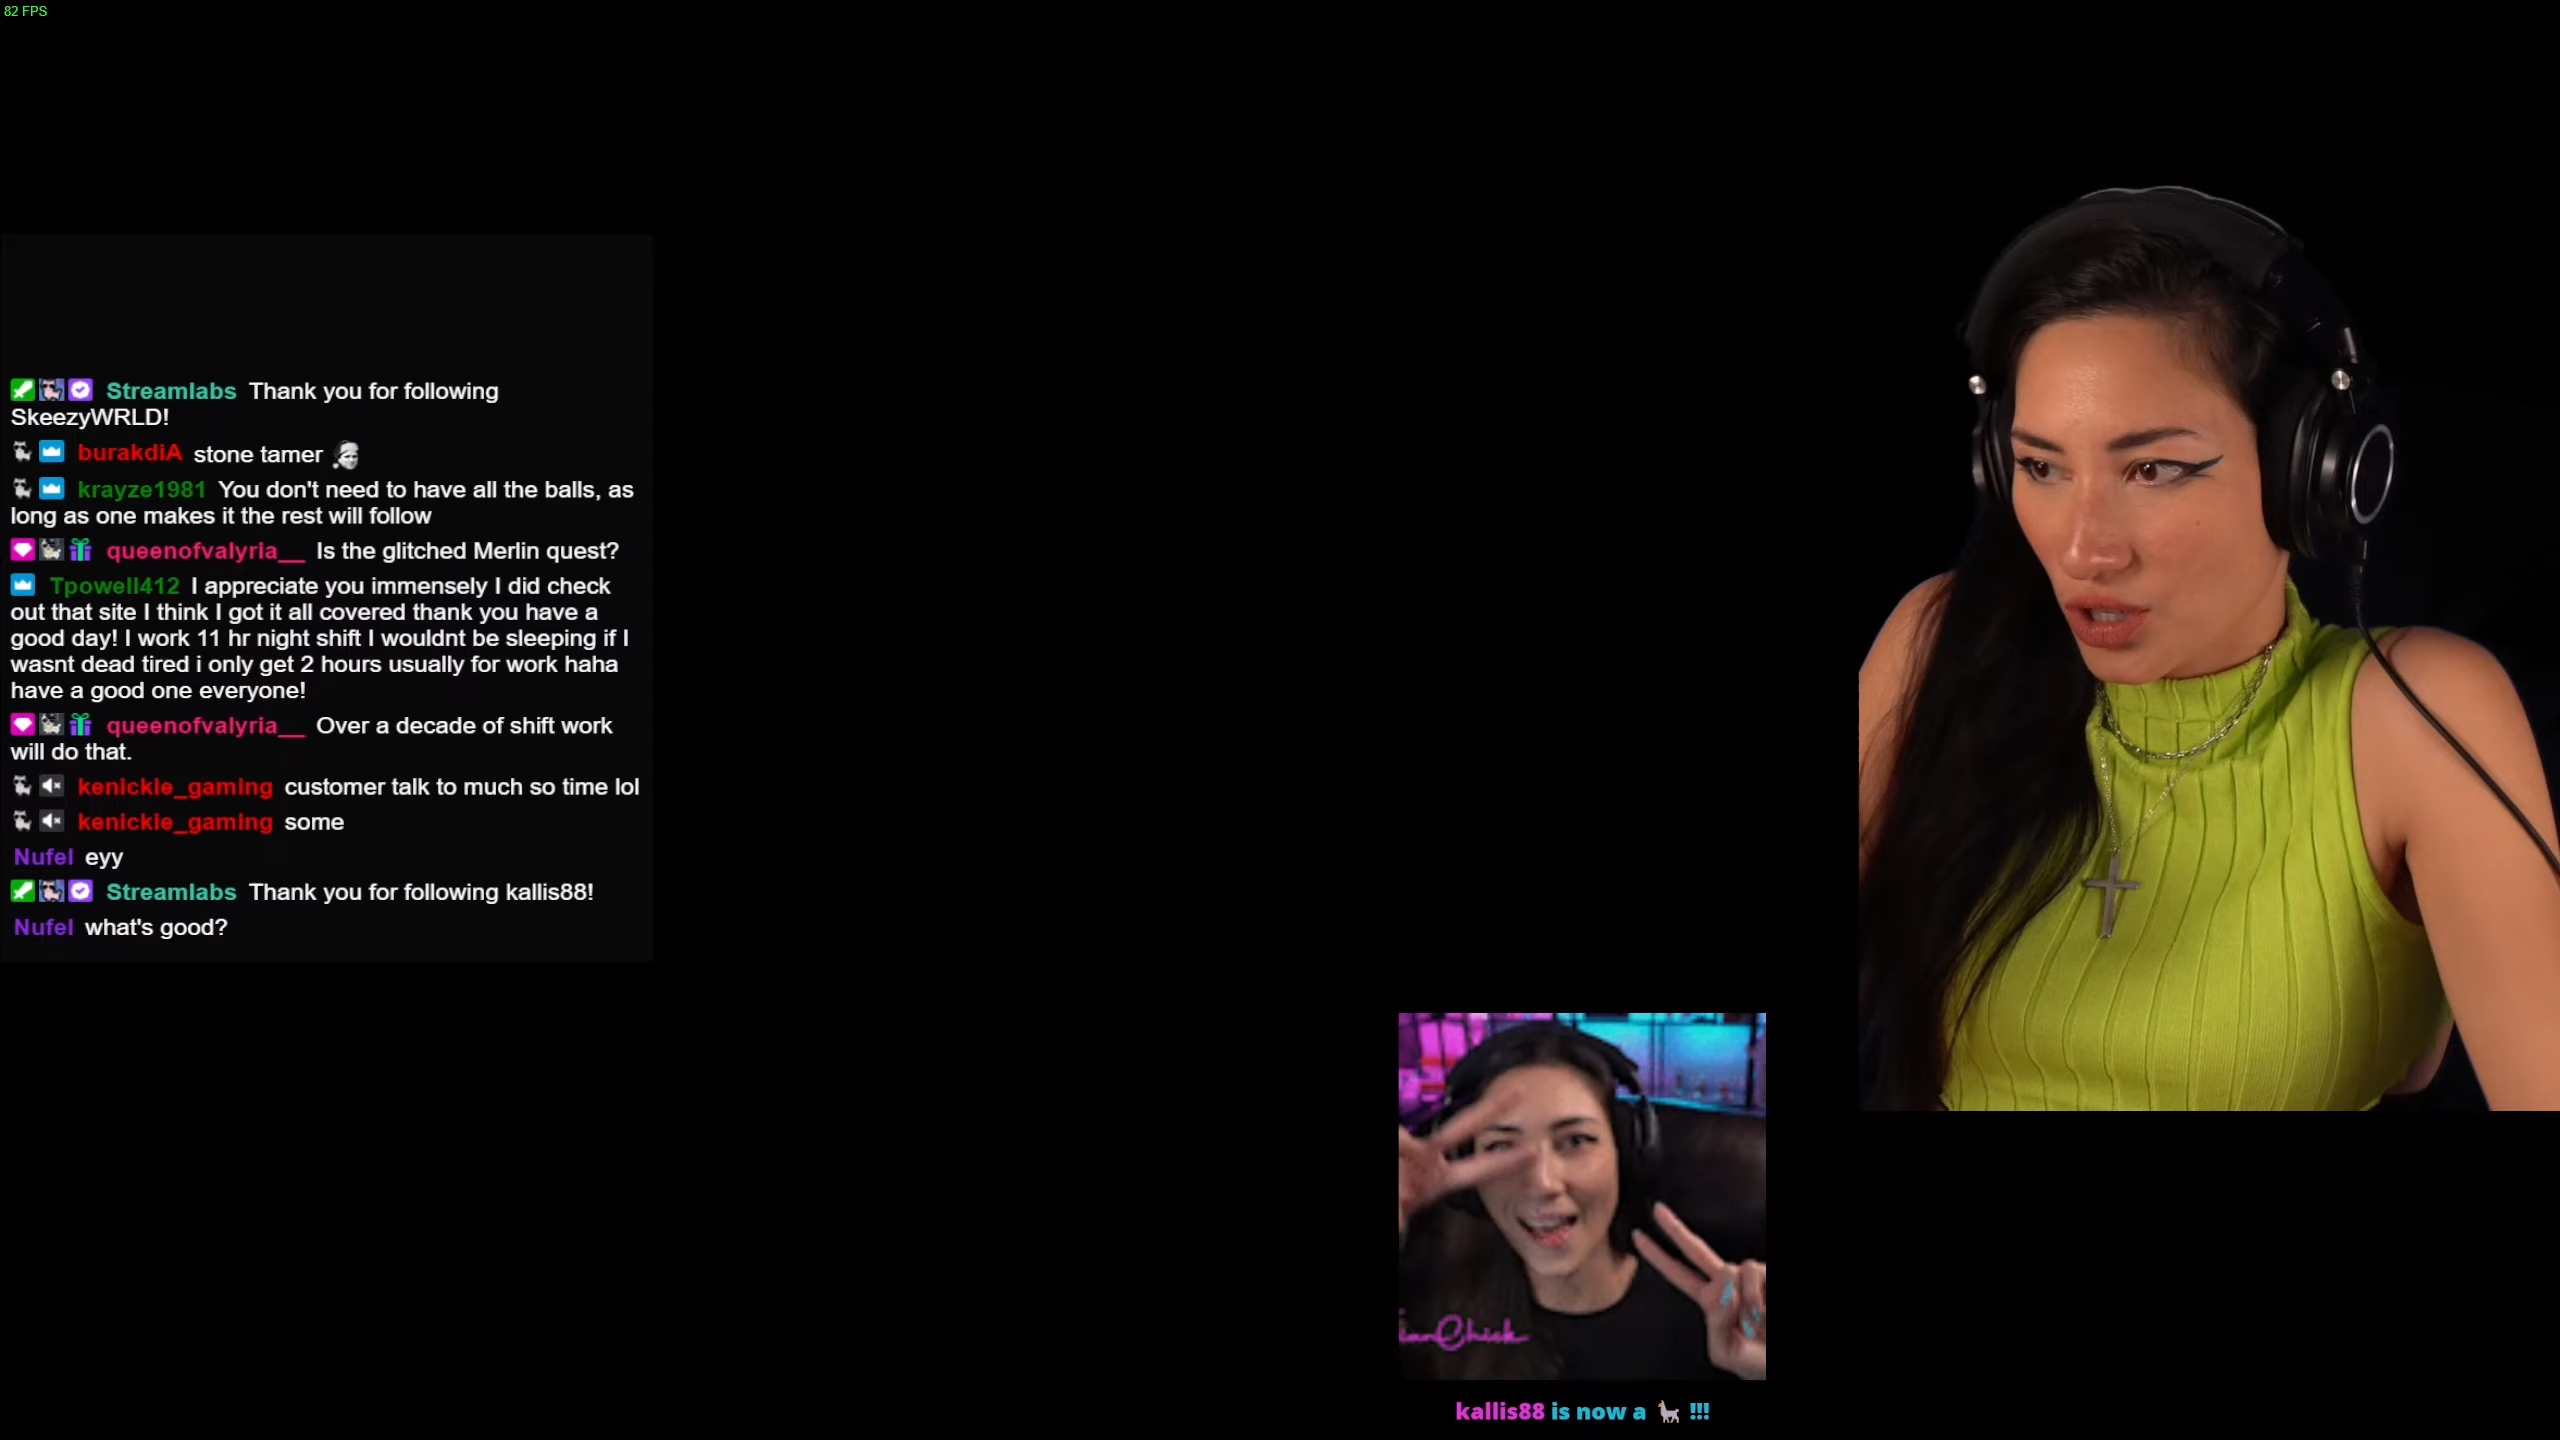 82 FPS
Streamlabs Thank you for following
SkeezyWRLD!
burakdiA stone tamer
krayze1981 You don't need to have all the balls, as
long as one makes it the rest will follow
queenofvalyria__ Is the glitched Merlin quest?
Tpowell412 I appreciate you immensely I did check
out that site I think I got it all covered thank you have a
good day! I work 11 hr night shift I wouldnt be sleeping if I
wasnt dead tired i only get 2 hours usually for work haha
have a good one everyone!
queenofvalyria__ Over a decade of shift work
will do that.
kenickle_gaming customer talk to much so time lol
kenickle_gaming some
Nufel eyy
Streamlabs Thank you for following kallis88!
Nufel what's good?
kallis88 is now a 🐐 !!!